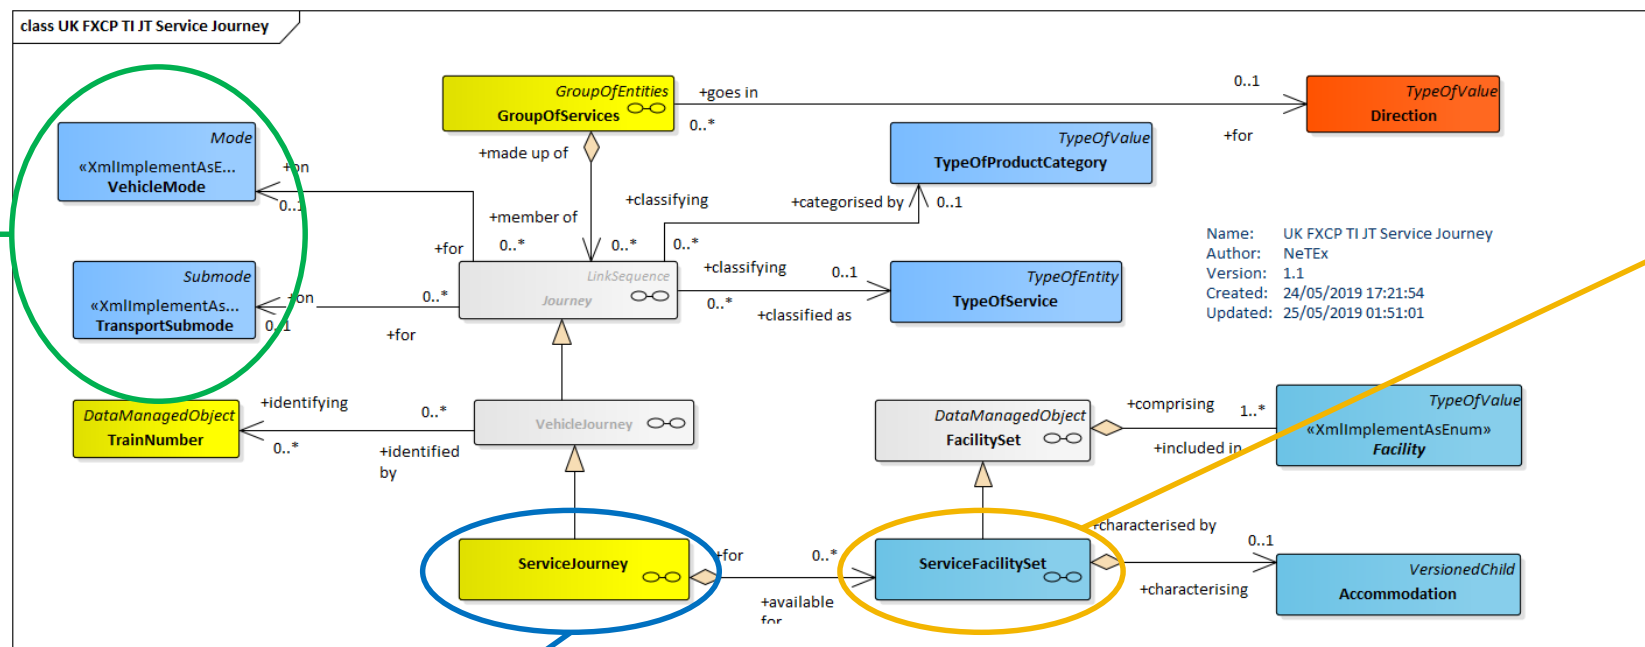 class UK FXCP TI JT Service Journey
GroupOfEntities
GroupOfServices
+goes in
0..*
0..1
+for
TypeOfValue
Direction
Mode
«XmlImplementAsE...
VehicleMode
+on
0..1
+made up of
TypeOfValue
TypeOfProductCategory
+classifying
+categorised by
0..1
+member of
0..*
0..*
0..*
+for
Name: UK FXCP TI JT Service Journey
Author: NeTEx
Version: 1.1
Created: 24/05/2019 17:21:54
Updated: 25/05/2019 01:51:01
Submode
«XmlImplementAs...
TransportSubmode
+on
0..1
0..*
+for
LinkSequence
Journey
+classifying
0..*
0..1
+classified as
TypeOfEntity
TypeOfService
DataManagedObject
TrainNumber
+identifying
0..*
0..*
+identified
by
VehicleJourney
DataManagedObject
FacilitySet
+comprising
1..*
+included in
TypeOfValue
«XmlImplementAsEnum»
Facility
ServiceJourney
+for
0..*
+available
for
ServiceFacilitySet
+characterised by
0..1
+characterising
VersionedChild
Accommodation